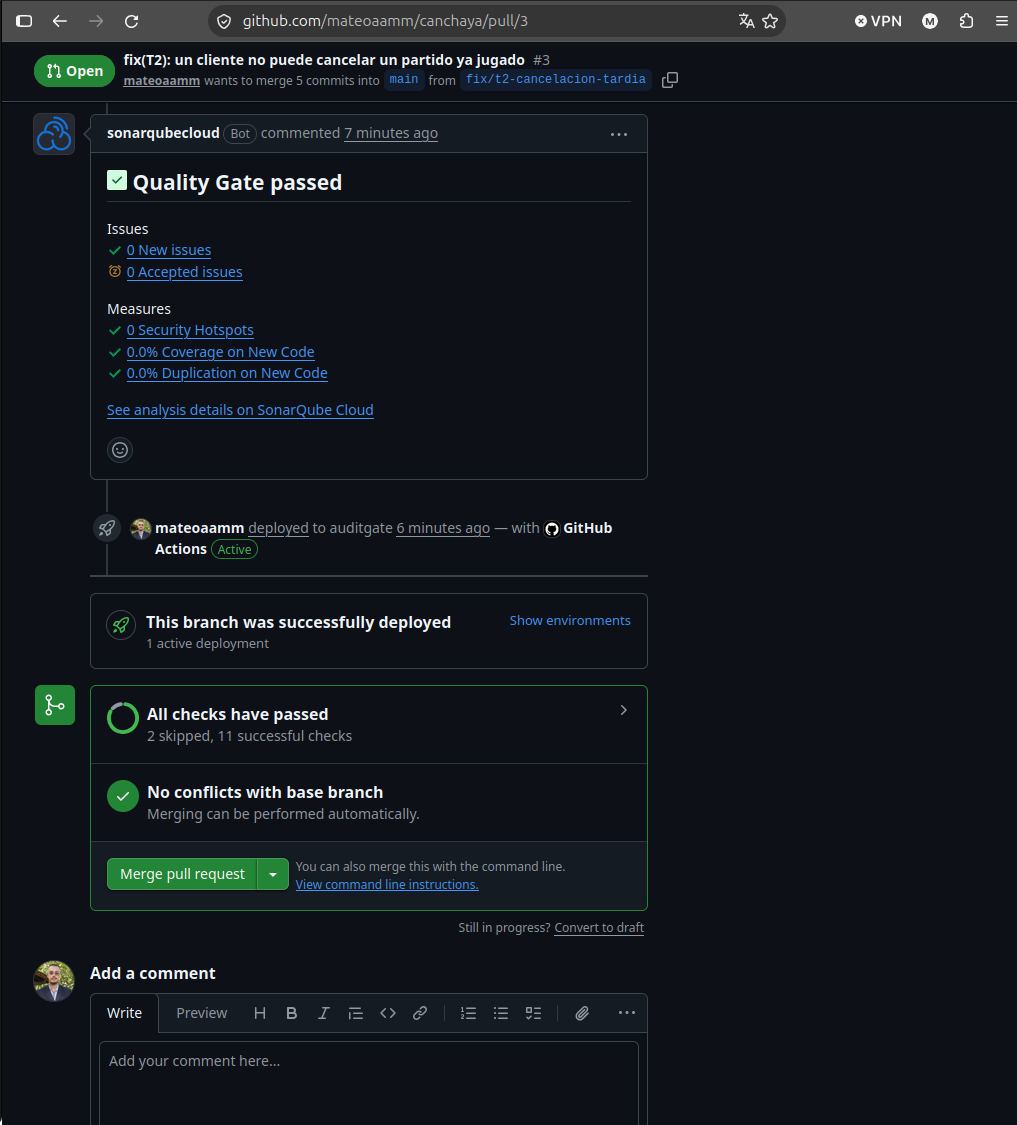 github.com/mateoaamm/canchaya/pull/3
VPN
M
Open
fix(T2): un cliente no puede cancelar un partido ya jugado #3
mateoaamm wants to merge 5 commits into main from fix/t2-cancelacion-tardia
sonarqubecloud Bot commented 7 minutes ago
Quality Gate passed
Issues
0 New issues
0 Accepted issues
Measures
0 Security Hotspots
0.0% Coverage on New Code
0.0% Duplication on New Code
See analysis details on SonarQube Cloud
mateoaamm deployed to auditgate 6 minutes ago — with GitHub
Actions Active
This branch was successfully deployed
Show environments
1 active deployment
All checks have passed
2 skipped, 11 successful checks
No conflicts with base branch
Merging can be performed automatically.
Merge pull request
You can also merge this with the command line.
View command line instructions.
Still in progress? Convert to draft
Add a comment
Write Preview
Add your comment here...